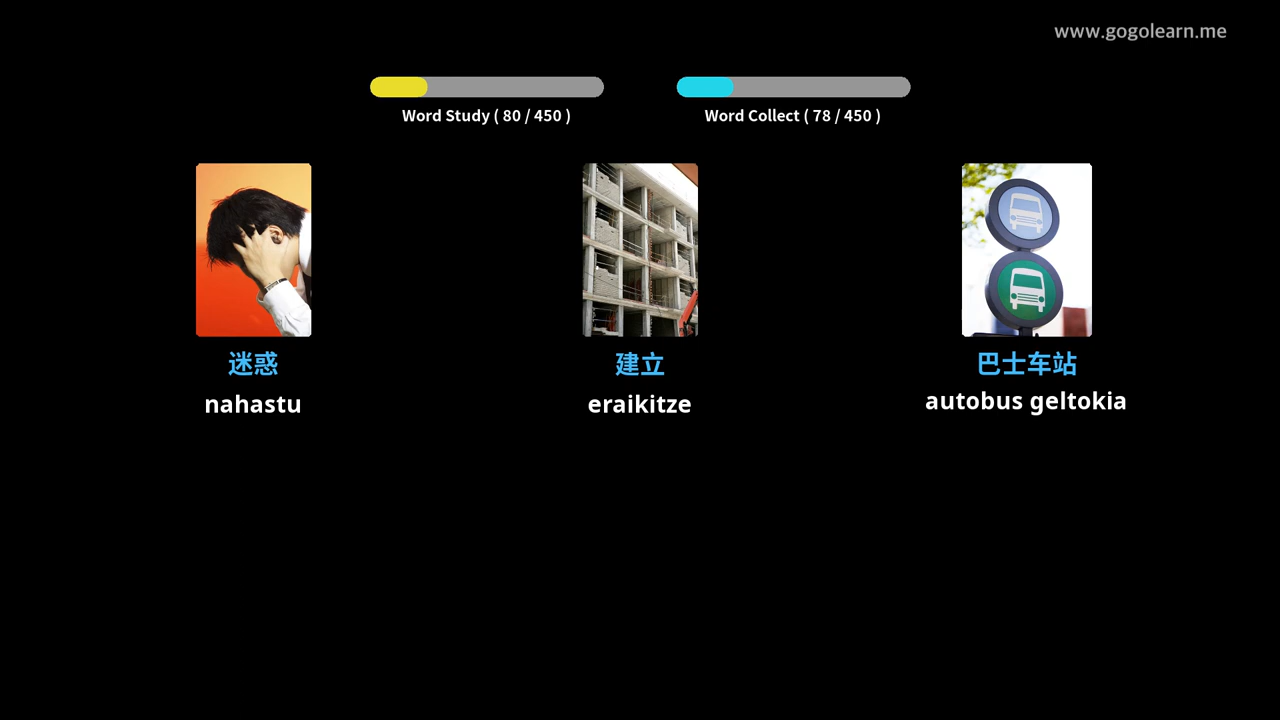 www.gogolearn.me
Word Study ( 80 / 450 )
Word Collect ( 78 / 450 )
迷惑
建立
巴士车站
nahastu
eraikitze
autobus geltokia